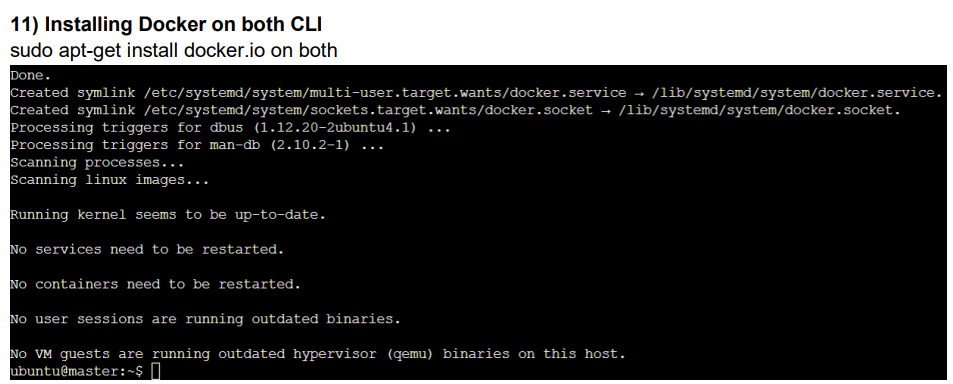 11) Installing Docker on both CLI
sudo apt-get install docker.io on both
Done.
Created symlink /etc/systemd/system/multi-user.target.wants/docker.service → /lib/systemd/system/docker.service.
Created symlink /etc/systemd/system/sockets.target.wants/docker.socket → /lib/systemd/system/docker.socket.
Processing triggers for dbus (1.12.20-2ubuntu4.1) ...
Processing triggers for man-db (2.10.2-1) ...
Scanning processes...
Scanning linux images...
Running kernel seems to be up-to-date.
No services need to be restarted.
No containers need to be restarted.
No user sessions are running outdated binaries.
No VM guests are running outdated hypervisor (qemu) binaries on this host.
ubuntu@master:~$